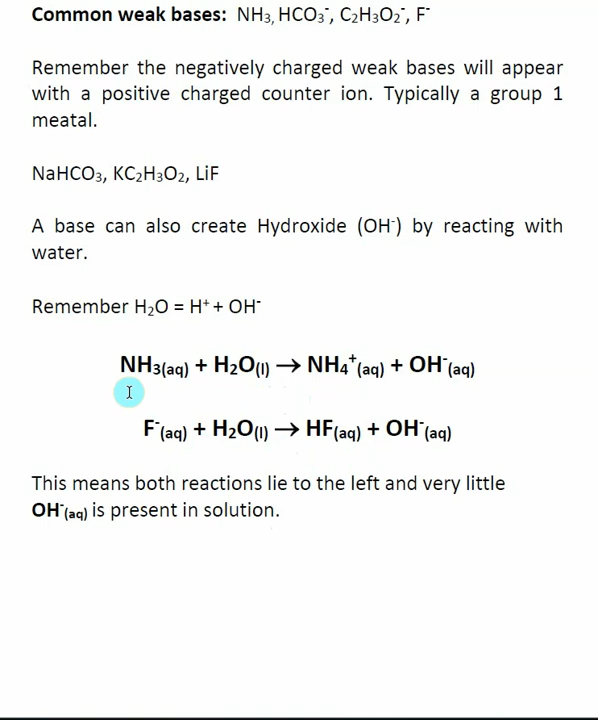 Common weak bases: NH₃, HCO₃⁻, C₂H₃O₂⁻, F⁻
Remember the negatively charged weak bases will appear
with a positive charged counter ion. Typically a group 1
meatal.
NaHCO₃, KC₂H₃O₂, LiF
A base can also create Hydroxide (OH⁻) by reacting with
water.
Remember H₂O = H⁺ + OH⁻
NH₃(aq) + H₂O(l) → NH₄⁺(aq) + OH⁻(aq)
F⁻(aq) + H₂O(l) → HF(aq) + OH⁻(aq)
This means both reactions lie to the left and very little
OH⁻(aq) is present in solution.